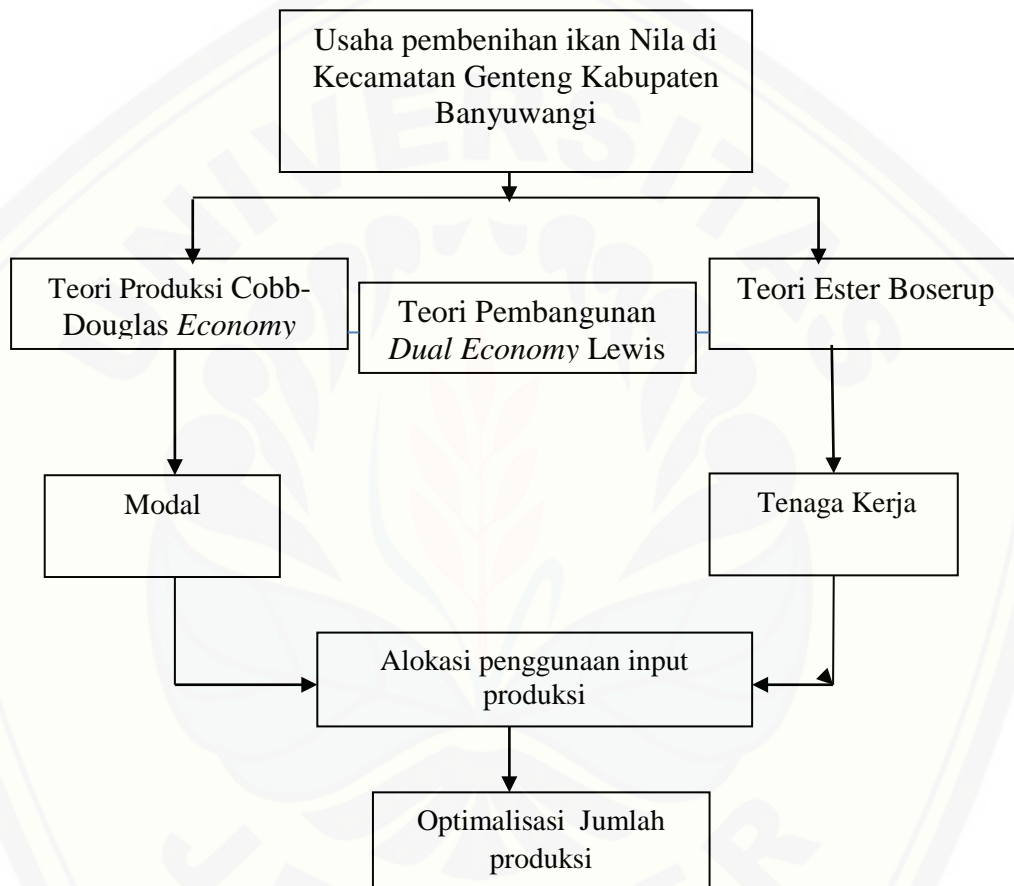 Usaha pembenihan ikan Nila di
Kecamatan Genteng Kabupaten
Banyuwangi
Teori Produksi Cobb-
Douglas Economy
Teori Pembangunan
Dual Economy Lewis
Teori Ester Boserup
Modal
Tenaga Kerja
Alokasi penggunaan input
produksi
Optimalisasi Jumlah
produksi
UNIVERSITAS